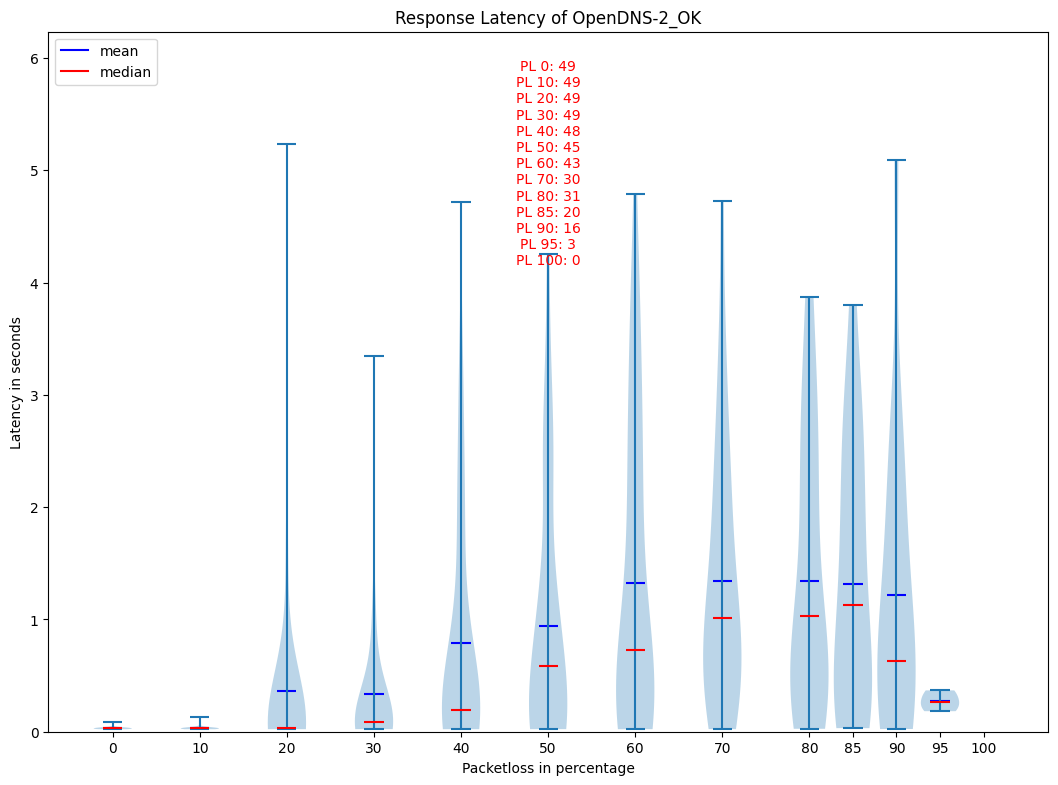 Response Latency of OpenDNS-2_OK
mean
median
PL 0: 49
PL 10: 49
PL 20: 49
PL 30: 49
PL 40: 48
PL 50: 45
PL 60: 43
PL 70: 30
PL 80: 31
PL 85: 20
PL 90: 16
PL 95: 3
PL 100: 0
Latency in seconds
6
5
4
3
2
1
0
0 10 20 30 40 50 60 70 80 85 90 95 100
Packetloss in percentage